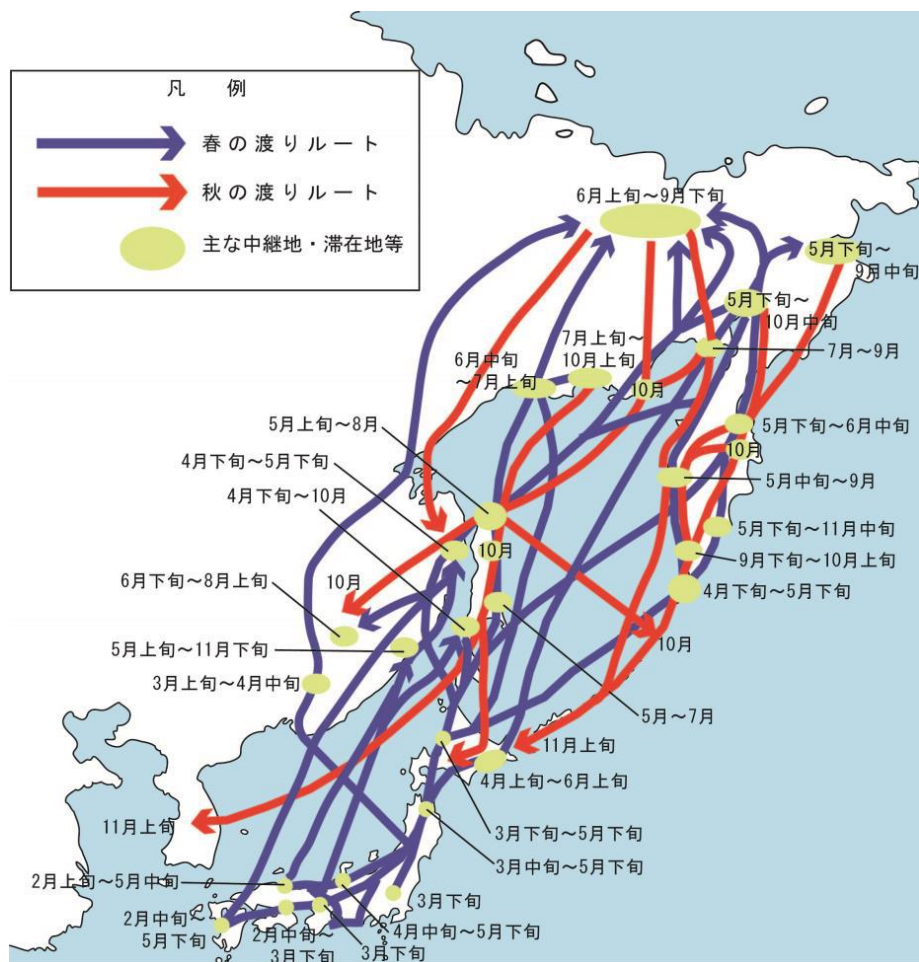 凡　例
春の渡りルート
秋の渡りルート
主な中継地・滞在地等
6月上旬～9月下旬
5月下旬～
9月中旬
5月下旬～
10月中旬
7月上旬～
10月上旬
7月～9月
6月中旬
～7月上旬
10月
5月上旬～8月
5月下旬～6月中旬
10月
4月下旬～5月下旬
5月中旬～9月
4月下旬～10月
5月下旬～11月中旬
10月
9月下旬～10月上旬
6月下旬～8月上旬
10月
4月下旬～5月下旬
5月上旬～11月下旬
10月
3月上旬～4月中旬
5月～7月
11月上旬
4月上旬～6月上旬
11月上旬
3月下旬～5月下旬
3月中旬～5月下旬
2月上旬～5月中旬
3月下旬
2月中旬～
5月下旬
2月中旬～
3月下旬
3月下旬
4月中旬～5月下旬